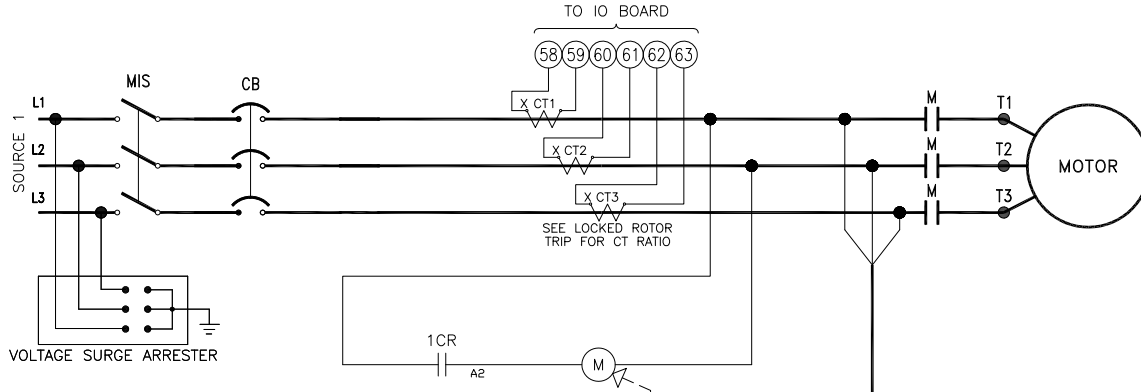 TO IO BOARD
58 59 60 61 62 63
MIS
CB
X CT1
M
T1
L1
SOURCE 1
L2
X CT2
M
T2
MOTOR
L3
X CT3
M
T3
SEE LOCKED ROTOR
TRIP FOR CT RATIO
1CR
A2
M
VOLTAGE SURGE ARRESTER